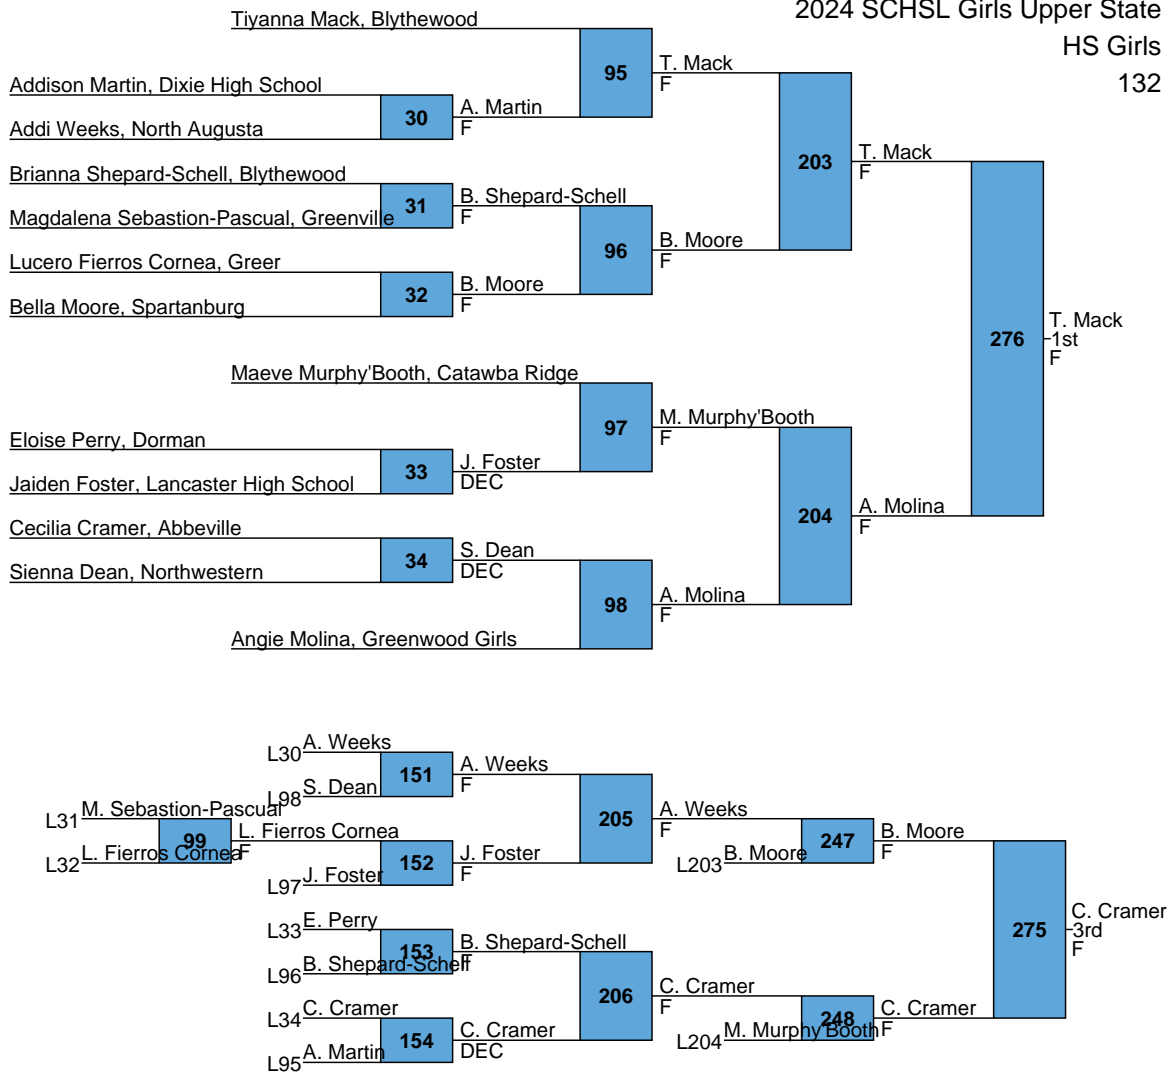 2024 SCHSL Girls Upper State
HS Girls
132
Tiyanna Mack, Blythewood
95
T. Mack
F
Addison Martin, Dixie High School
30
A. Martin
F
Addi Weeks, North Augusta
203
T. Mack
F
Brianna Shepard-Schell, Blythewood
31
B. Shepard-Schell
F
Magdalena Sebastion-Pascual, Greenville
96
B. Moore
F
Lucero Fierros Cornea, Greer
32
B. Moore
F
Bella Moore, Spartanburg
276
T. Mack
1st
F
Maeve Murphy'Booth, Catawba Ridge
97
M. Murphy'Booth
F
Eloise Perry, Dorman
33
J. Foster
DEC
Jaiden Foster, Lancaster High School
204
A. Molina
F
Cecilia Cramer, Abbeville
34
S. Dean
DEC
Sienna Dean, Northwestern
98
A. Molina
F
Angie Molina, Greenwood Girls
L30 A. Weeks
151
A. Weeks
F
L98 S. Dean
L31 M. Sebastion-Pascual
99
L. Fierros Cornea
F
L32 L. Fierros Cornea
205
A. Weeks
F
152
J. Foster
F
L97 J. Foster
247
B. Moore
F
L203 B. Moore
L33 E. Perry
153
B. Shepard-Schell
F
L96 B. Shepard-Schell
275
C. Cramer
3rd
F
206
C. Cramer
F
L34 C. Cramer
154
C. Cramer
DEC
L95 A. Martin
248
C. Cramer
F
L204 M. Murphy'Booth